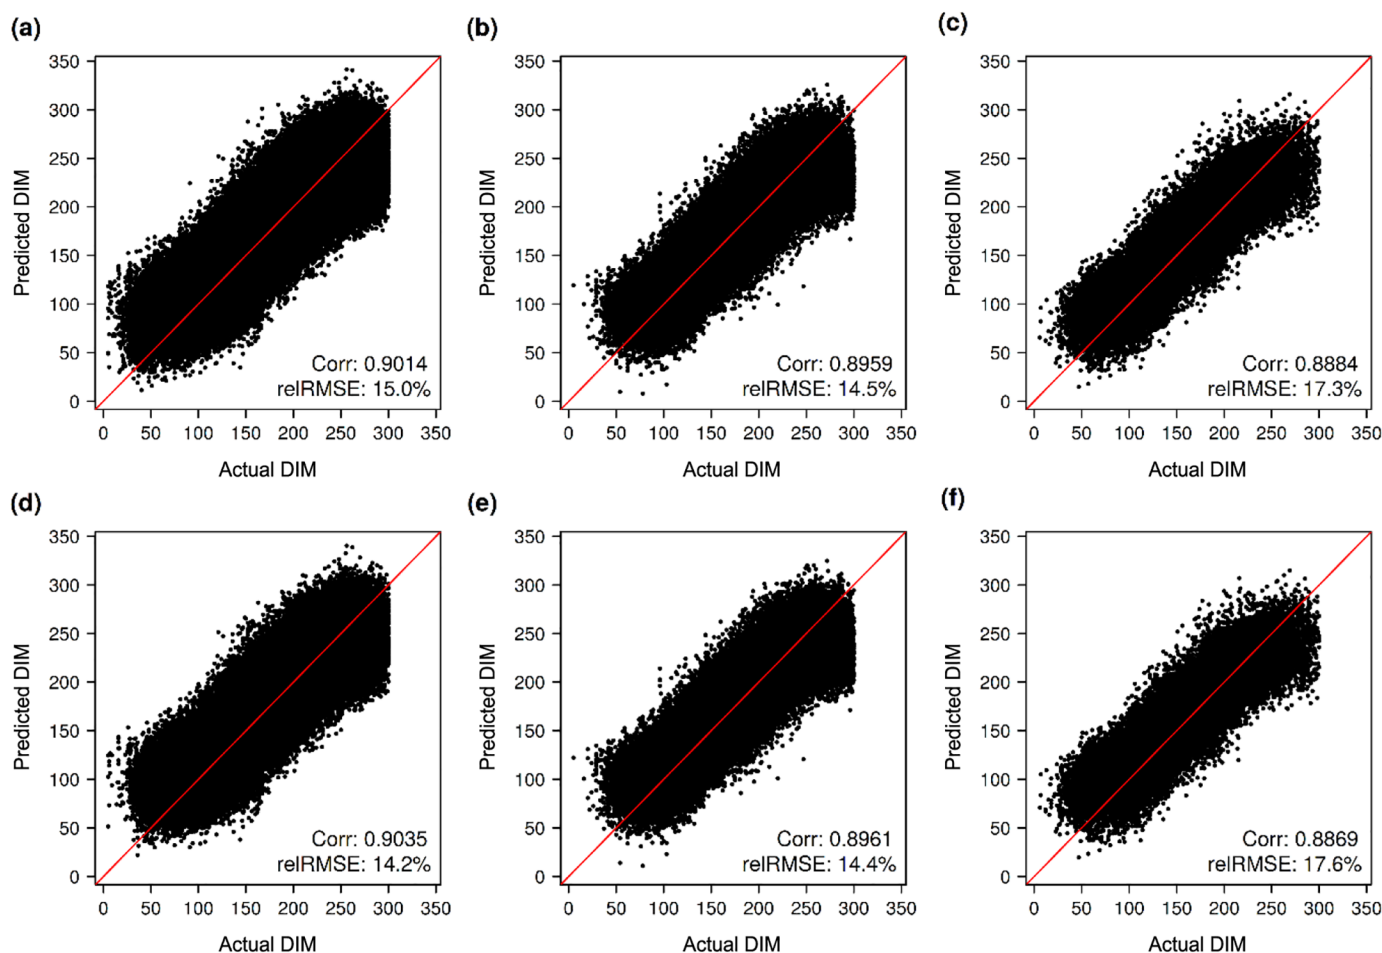 (a)
350
300
250
200
150
100
50
0
Predicted DIM
Corr: 0.9014
relRMSE: 15.0%
0 50 100 150 200 250 300 350
Actual DIM
(b)
350
300
250
200
150
100
50
0
Predicted DIM
Corr: 0.8959
relRMSE: 14.5%
0 50 100 150 200 250 300 350
Actual DIM
(c)
350
300
250
200
150
100
50
0
Predicted DIM
Corr: 0.8884
relRMSE: 17.3%
0 50 100 150 200 250 300 350
Actual DIM
(d)
350
300
250
200
150
100
50
0
Predicted DIM
Corr: 0.9035
relRMSE: 14.2%
0 50 100 150 200 250 300 350
Actual DIM
(e)
350
300
250
200
150
100
50
0
Predicted DIM
Corr: 0.8961
relRMSE: 14.4%
0 50 100 150 200 250 300 350
Actual DIM
(f)
350
300
250
200
150
100
50
0
Predicted DIM
Corr: 0.8869
relRMSE: 17.6%
0 50 100 150 200 250 300 350
Actual DIM